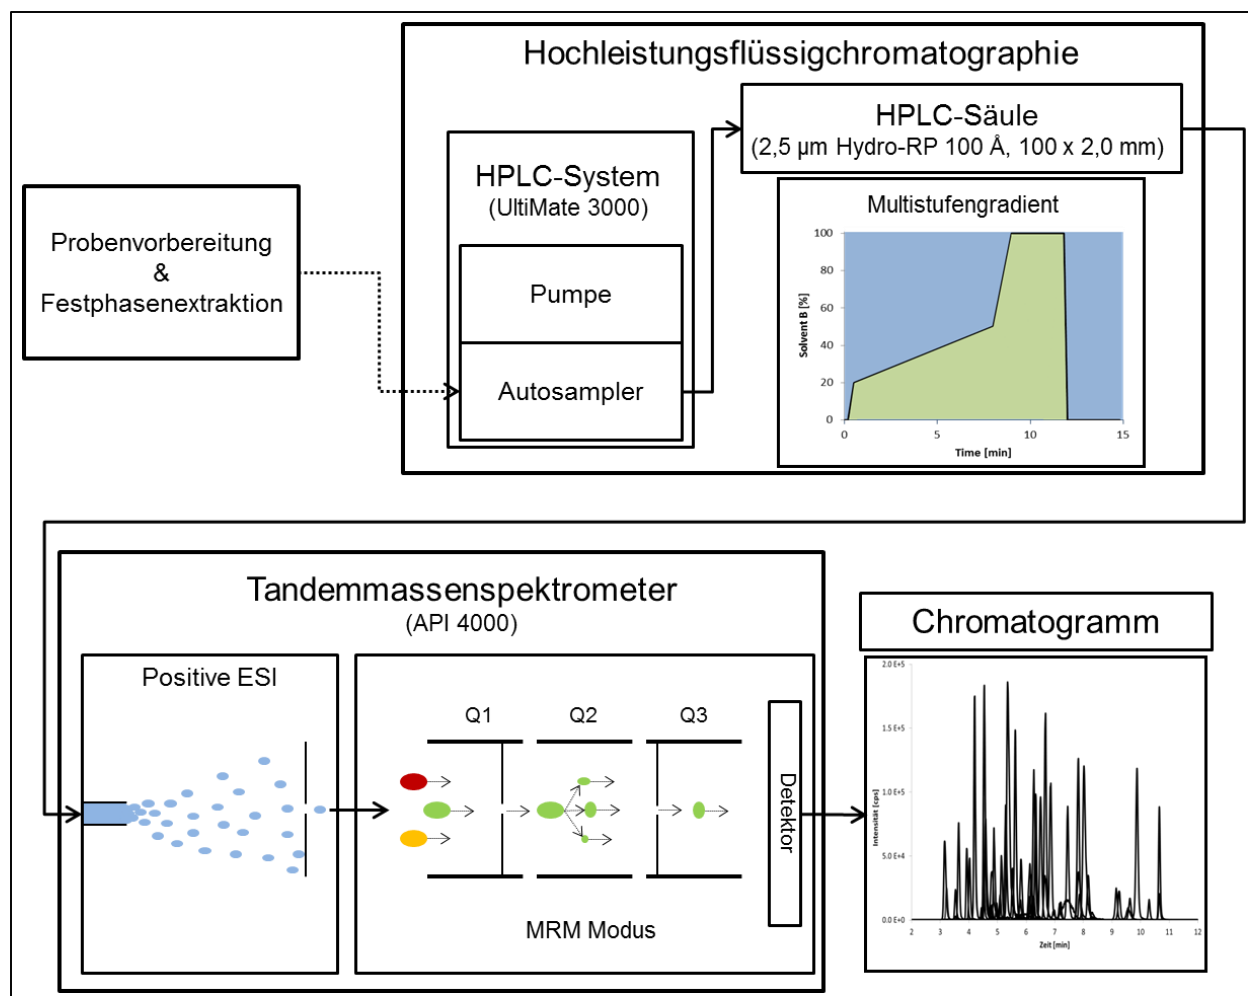 Hochleistungsflüssigchromatographie
HPLC-Säule
(2,5 µm Hydro-RP 100 Å, 100 x 2,0 mm)
HPLC-System
(UltiMate 3000)
Pumpe
Autosampler
Probenvorbereitung
&
Festphasenextraktion
Multistufengradient
Solvent B [%]
100
80
60
40
20
0
0 5 10 15
Time [min]
Tandemmassenspektrometer
(API 4000)
Positive ESI
Q1 Q2 Q3
Detektor
MRM Modus
Chromatogramm
Intensität [cps]
2.0 E+5
1.5 E+5
1.0 E+5
5.0 E+4
0.0 E+0
2 3 4 5 6 7 8 9 10 11 12
Zeit [min]